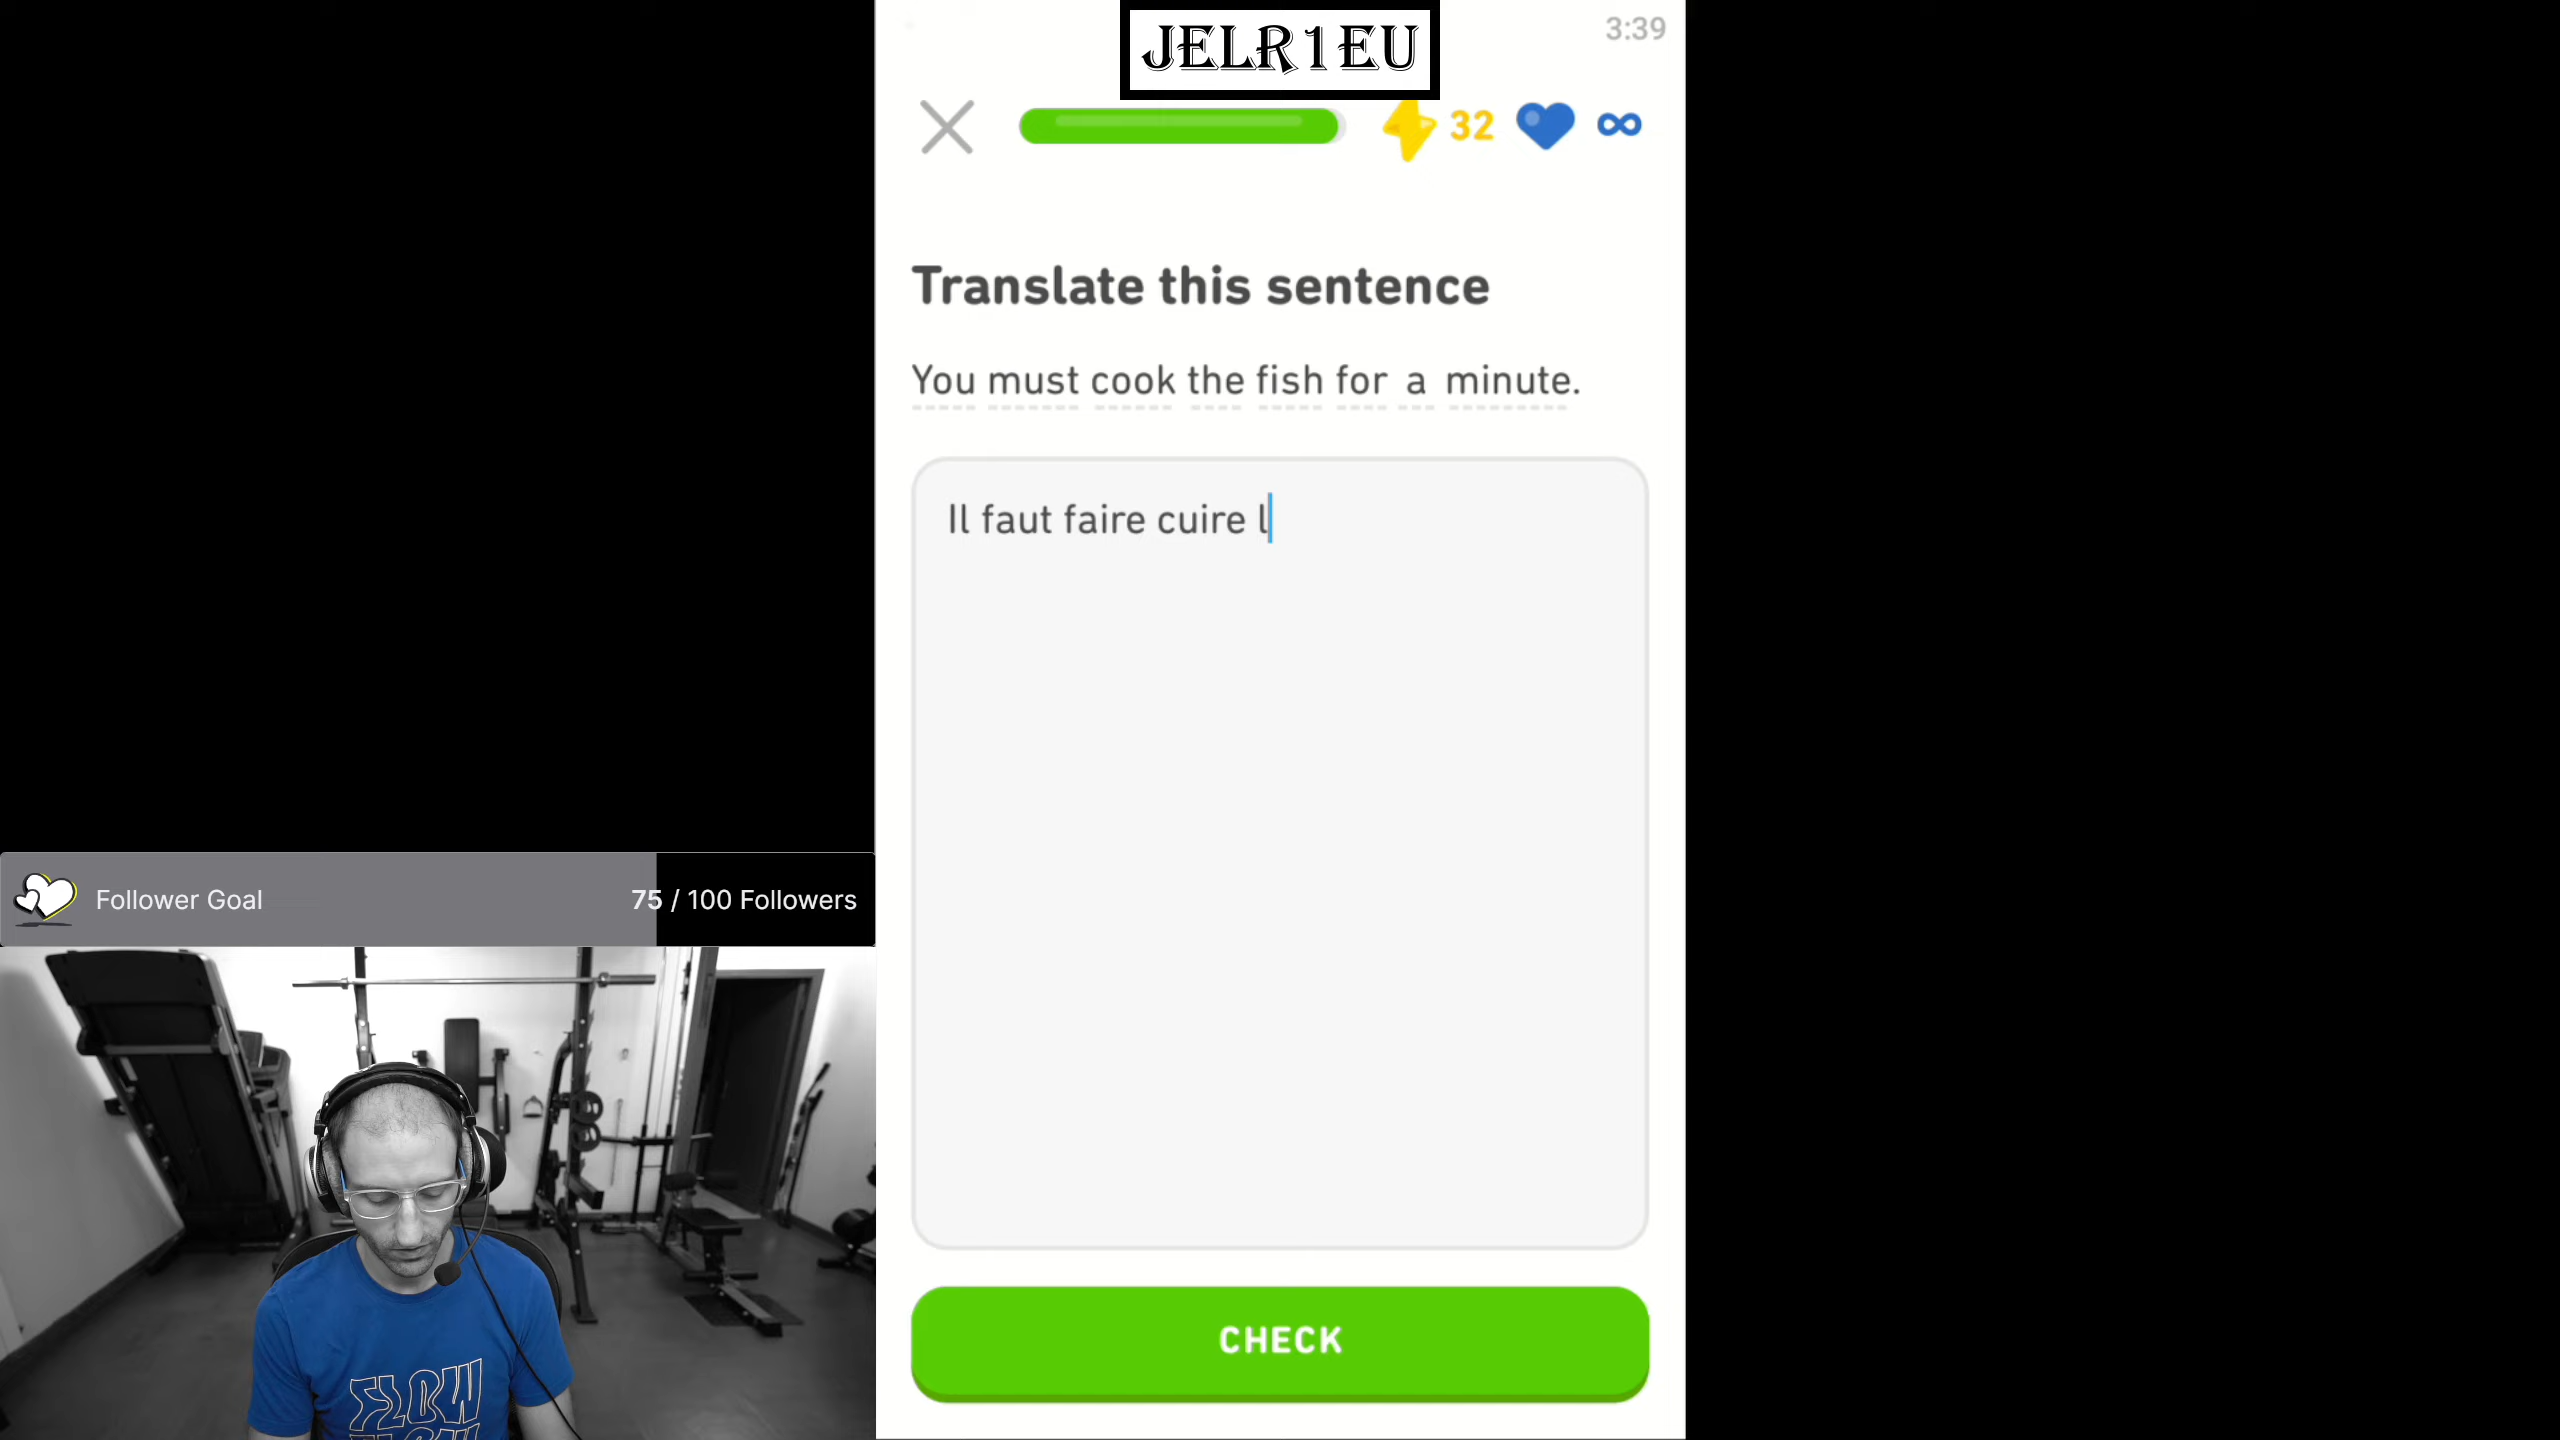 JELR1EU
3:39
32
Translate this sentence
You must cook the fish for a minute.
Il faut faire cuire l
Follower Goal
75 / 100 Followers
FLOW
CHECK